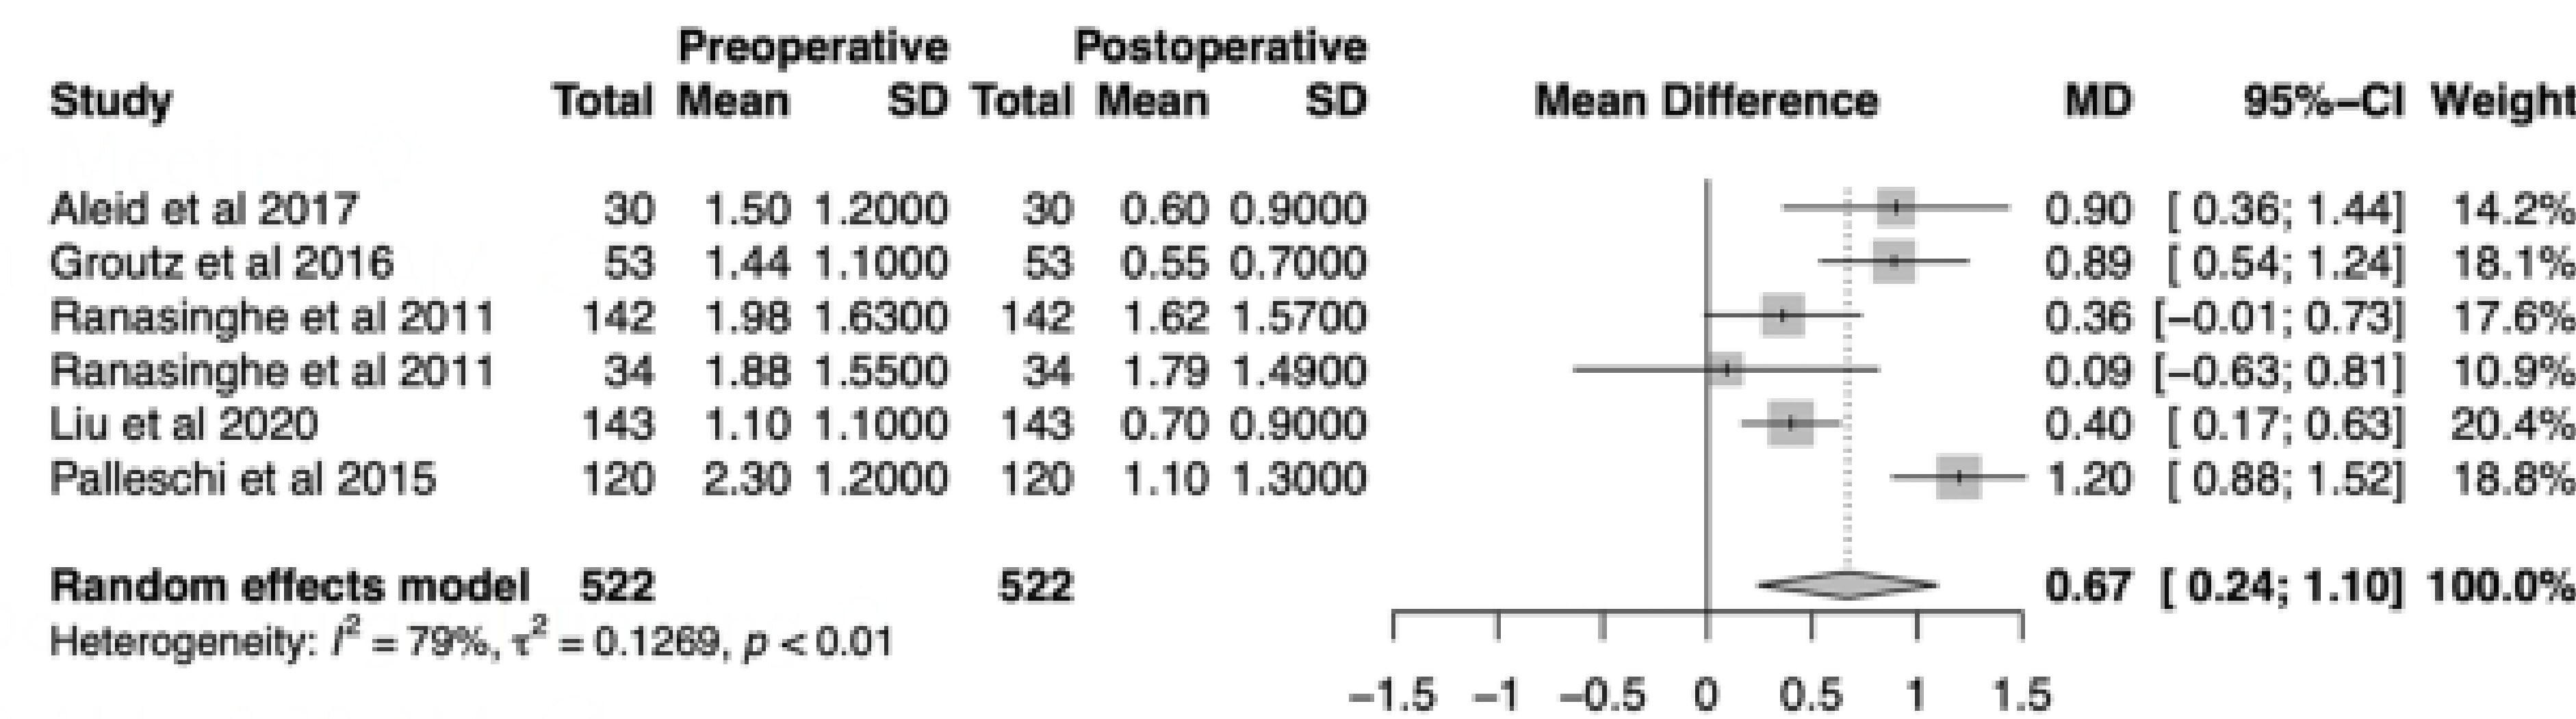 Preoperative Postoperative
Study Total Mean SD Total Mean SD Mean Difference MD 95%–CI Weight
Aleid et al 2017 30 1.50 1.2000 30 0.60 0.9000 0.90 [ 0.36; 1.44] 14.2%
Groutz et al 2016 53 1.44 1.1000 53 0.55 0.7000 0.89 [ 0.54; 1.24] 18.1%
Ranasinghe et al 2011 142 1.98 1.6300 142 1.62 1.5700 0.36 [–0.01; 0.73] 17.6%
Ranasinghe et al 2011 34 1.88 1.5500 34 1.79 1.4900 0.09 [–0.63; 0.81] 10.9%
Liu et al 2020 143 1.10 1.1000 143 0.70 0.9000 0.40 [ 0.17; 0.63] 20.4%
Palleschi et al 2015 120 2.30 1.2000 120 1.10 1.3000 1.20 [ 0.88; 1.52] 18.8%
Random effects model 522 522 0.67 [ 0.24; 1.10] 100.0%
Heterogeneity: I² = 79%, τ² = 0.1269, p < 0.01
–1.5 –1 –0.5 0 0.5 1 1.5